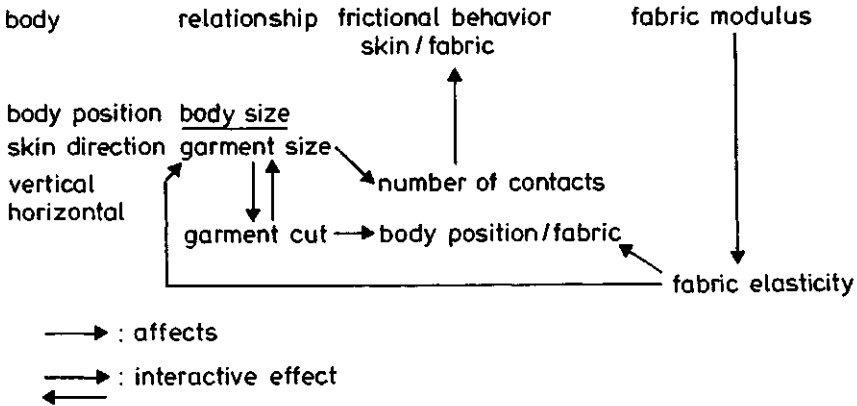 body relationship frictional behavior fabric modulus
skin/fabric
body position body size
skin direction garment size
vertical number of contacts
horizontal
garment cut body position/fabric
fabric elasticity
: affects
: interactive effect